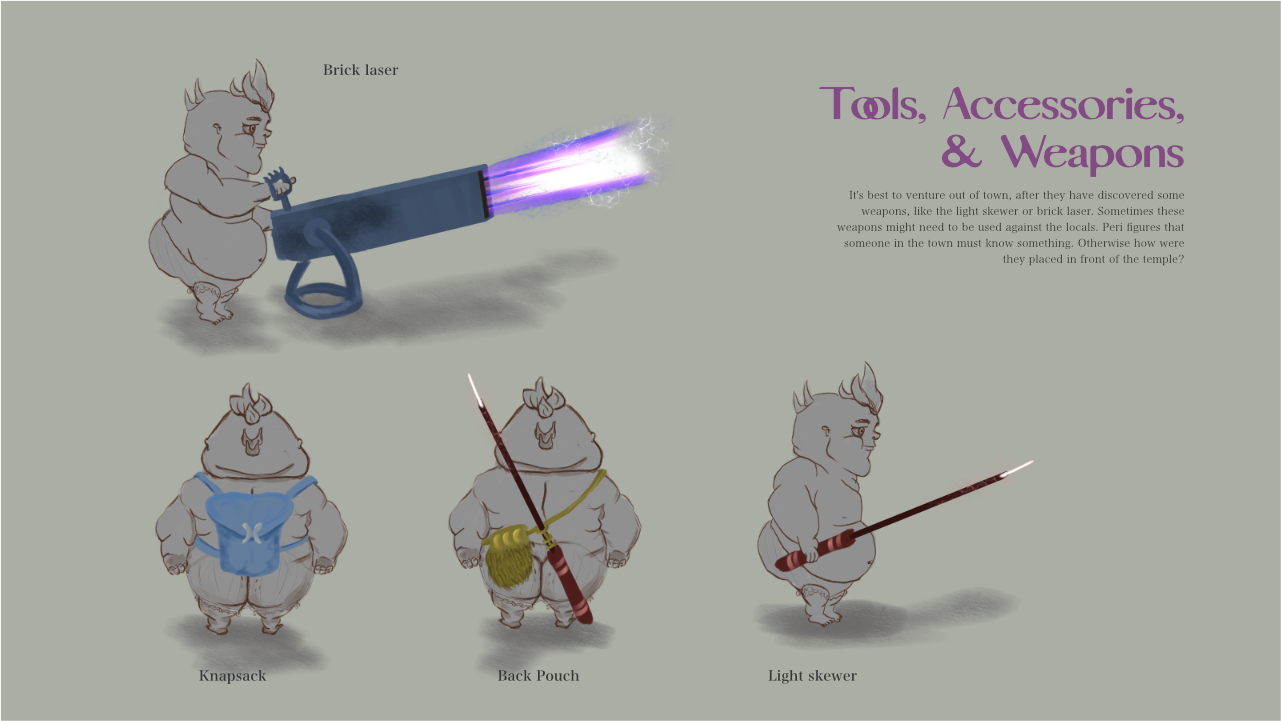 Brick laser
Tools, Accessories,
& Weapons
It's best to venture out of town, after they have discovered some
weapons, like the light skewer or brick laser. Sometimes these
weapons might need to be used against the locals. Peri figures that
someone in the town must know something. Otherwise how were
they placed in front of the temple?
Knapsack
Back Pouch
Light skewer